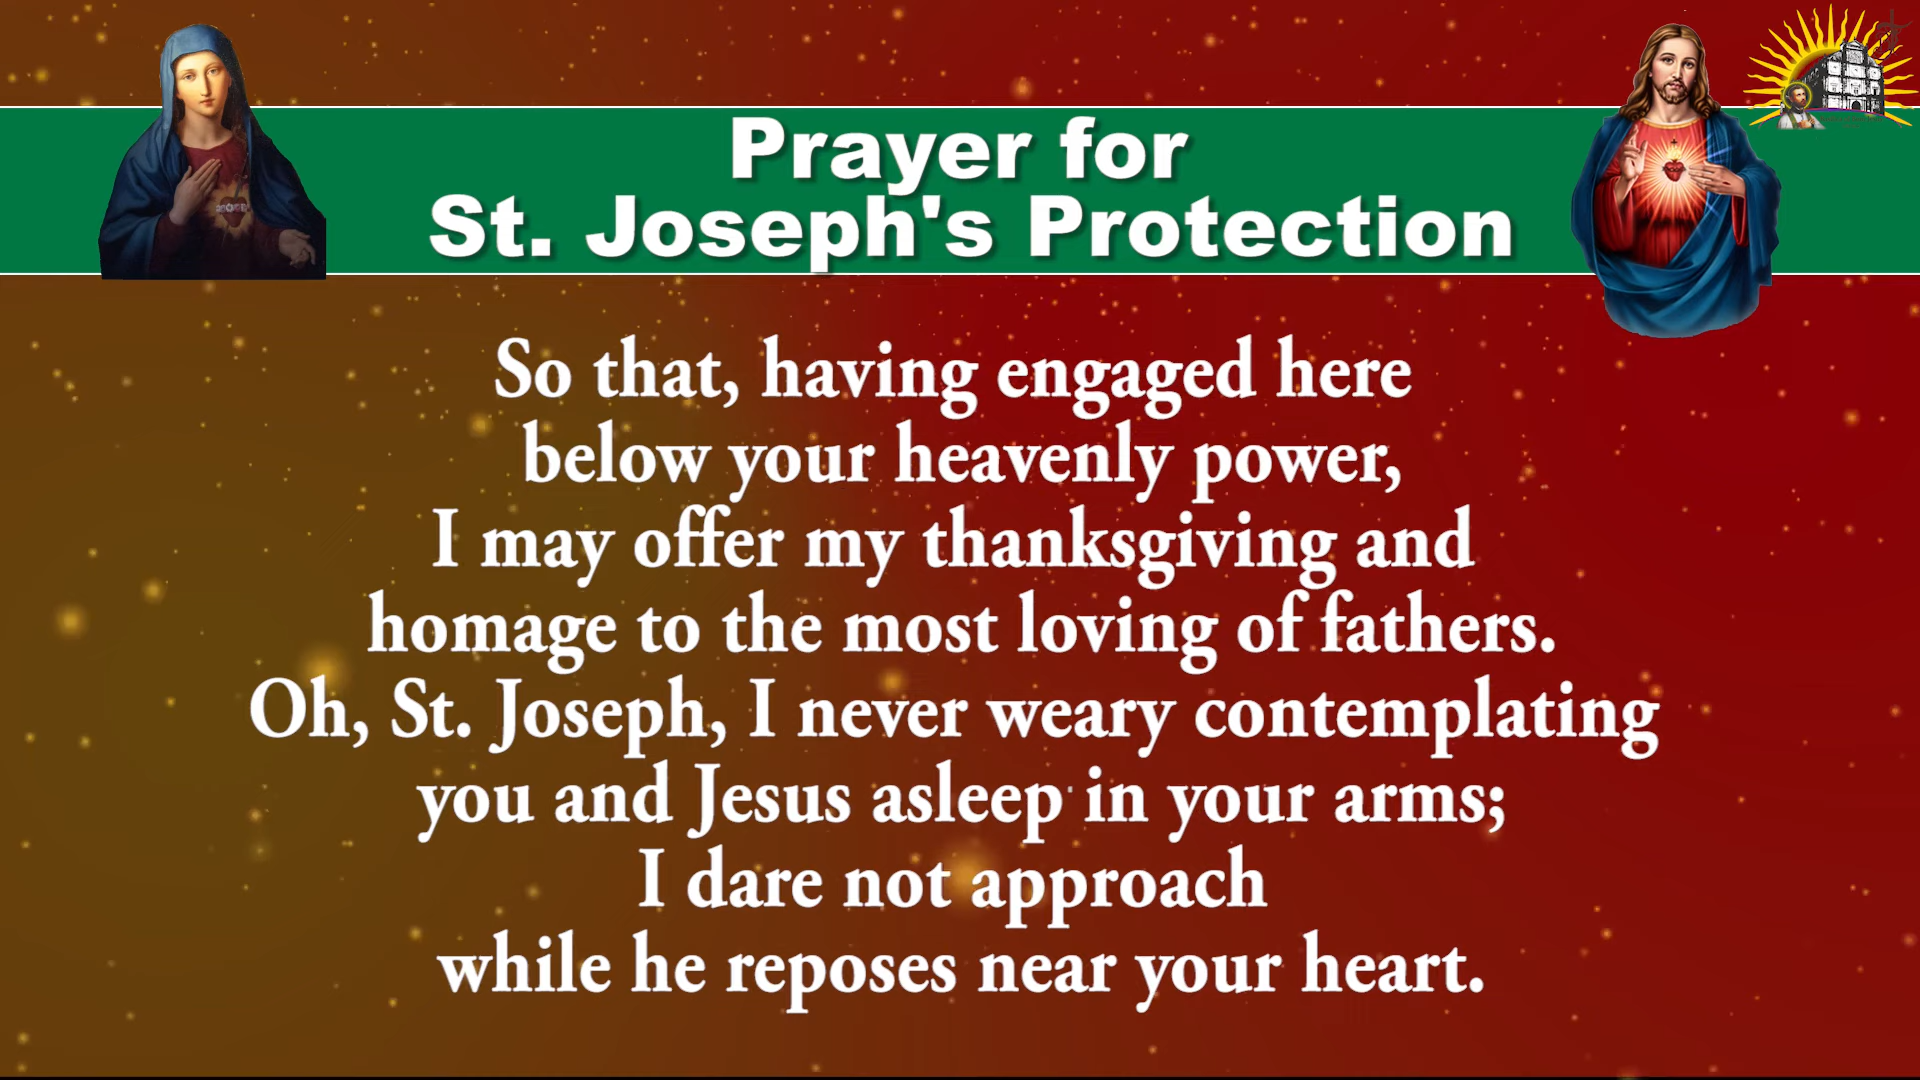 Prayer for
St. Joseph's Protection
So that, having engaged here
below your heavenly power,
I may offer my thanksgiving and
homage to the most loving of fathers.
Oh, St. Joseph, I never weary contemplating
you and Jesus asleep in your arms;
I dare not approach
while he reposes near your heart.